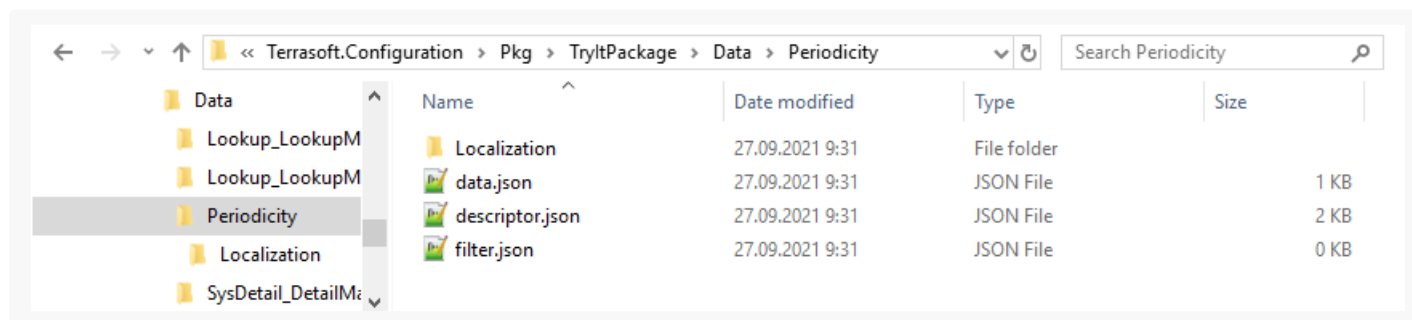 « Terrasoft.Configuration > Pkg > TryItPackage > Data > Periodicity Search Periodicity
Data Name Date modified Type Size
Lookup_LookupM Localization 27.09.2021 9:31 File folder
Lookup_LookupM data.json 27.09.2021 9:31 JSON File 1 KB
Periodicity descriptor.json 27.09.2021 9:31 JSON File 2 KB
Localization filter.json 27.09.2021 9:31 JSON File 0 KB
SysDetail_DetailMa